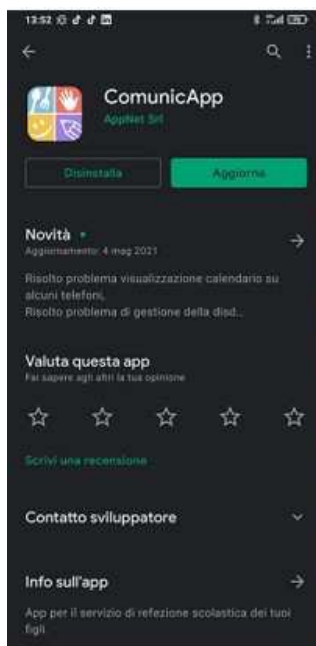 13:52
ComunicApp
AppNet Srl
Disinstalla
Aggiorna
Novità
Aggiornamento: 4 mag 2021
Risolto problema visualizzazione calendario su
alcuni telefoni,
Risolto problema di gestione della disd...
Valuta questa app
Fai sapere agli altri la tua opinione
Scrivi una recensione
Contatto sviluppatore
Info sull'app
App per il servizio di refezione scolastica dei tuoi
figli